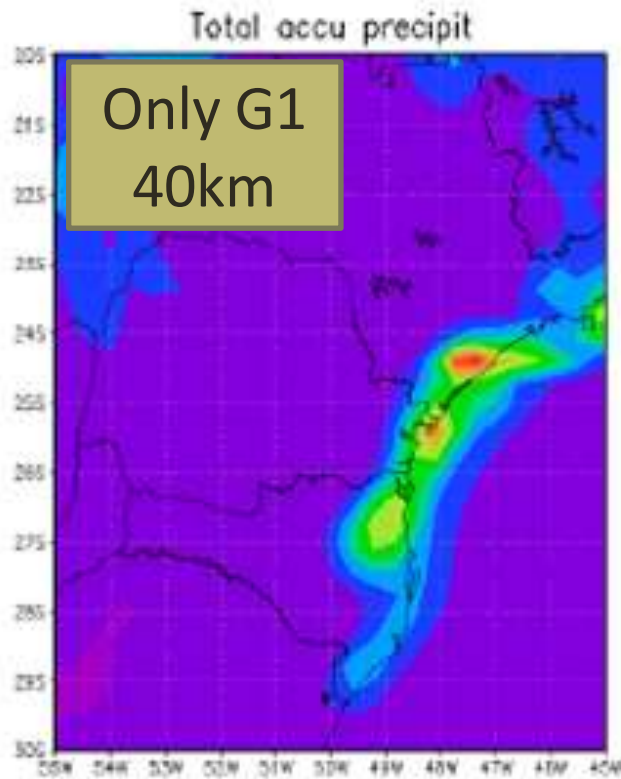 Total accu precipit
Only G1
40km
20S
21S
22S
23S
24S
25S
26S
27S
28S
29S
30S
55W 54W 53W 52W 51W 50W 49W 48W 47W 46W 45W